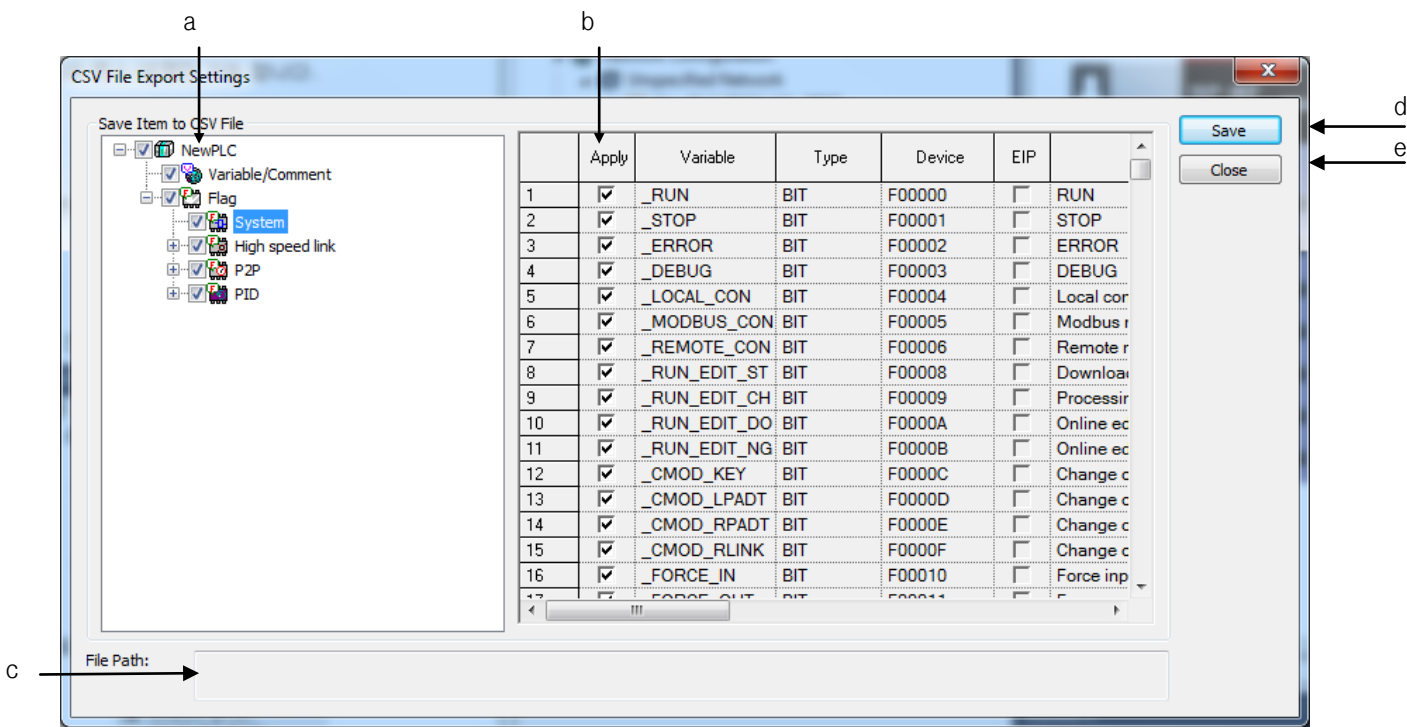 a b
CSV File Export Settings
d
Save Item to CSV File
Save
NewPLC
e
Apply Variable Type Device EIP
Close
Variable/Comment
1 _RUN BIT F00000 RUN
Flag
2 _STOP BIT F00001 STOP
System
3 _ERROR BIT F00002 ERROR
High speed link
4 _DEBUG BIT F00003 DEBUG
P2P
5 _LOCAL_CON BIT F00004 Local cor
PID
6 _MODBUS_CON BIT F00005 Modbus r
7 _REMOTE_CON BIT F00006 Remote r
8 _RUN_EDIT_ST BIT F00008 Downloa
9 _RUN_EDIT_CH BIT F00009 Processir
10 _RUN_EDIT_DO BIT F0000A Online ec
11 _RUN_EDIT_NG BIT F0000B Online ec
12 _CMOD_KEY BIT F0000C Change c
13 _CMOD_LPADT BIT F0000D Change c
14 _CMOD_RPADT BIT F0000E Change c
15 _CMOD_RLINK BIT F0000F Change c
16 _FORCE_IN BIT F00010 Force inp
17 _FORCE_OUT BIT F00011
File Path:
c